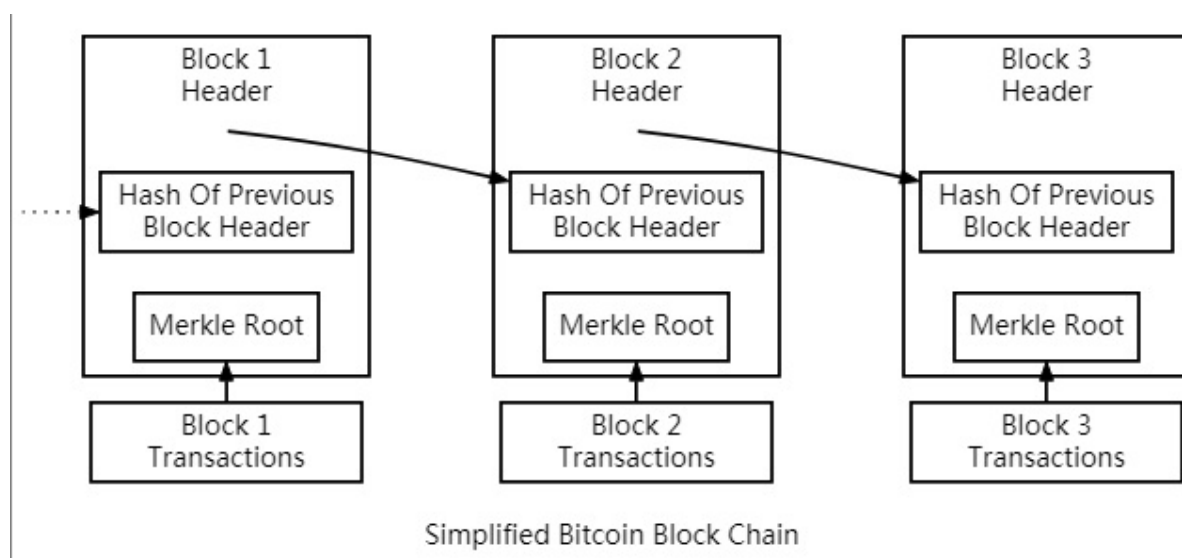 Block 1
Header
Hash Of Previous
Block Header
Merkle Root
Block 1
Transactions
Block 2
Header
Hash Of Previous
Block Header
Merkle Root
Block 2
Transactions
Block 3
Header
Hash Of Previous
Block Header
Merkle Root
Block 3
Transactions
Simplified Bitcoin Block Chain